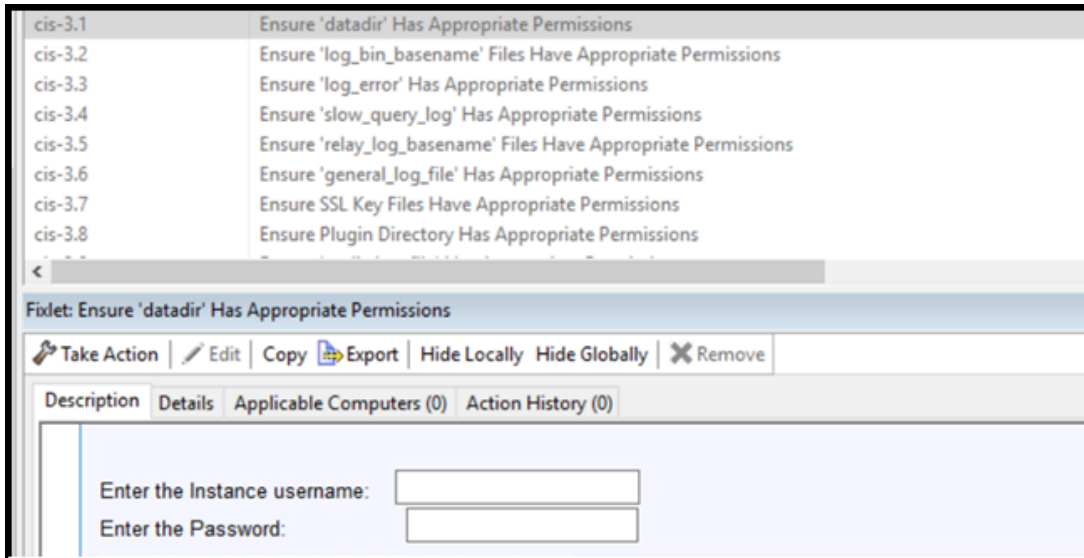 cis-3.1 Ensure 'datadir' Has Appropriate Permissions
cis-3.2 Ensure 'log_bin_basename' Files Have Appropriate Permissions
cis-3.3 Ensure 'log_error' Has Appropriate Permissions
cis-3.4 Ensure 'slow_query_log' Has Appropriate Permissions
cis-3.5 Ensure 'relay_log_basename' Files Have Appropriate Permissions
cis-3.6 Ensure 'general_log_file' Has Appropriate Permissions
cis-3.7 Ensure SSL Key Files Have Appropriate Permissions
cis-3.8 Ensure Plugin Directory Has Appropriate Permissions
Fixlet: Ensure 'datadir' Has Appropriate Permissions
Take Action Edit Copy Export Hide Locally Hide Globally Remove
Description Details Applicable Computers (0) Action History (0)
Enter the Instance username:
Enter the Password: